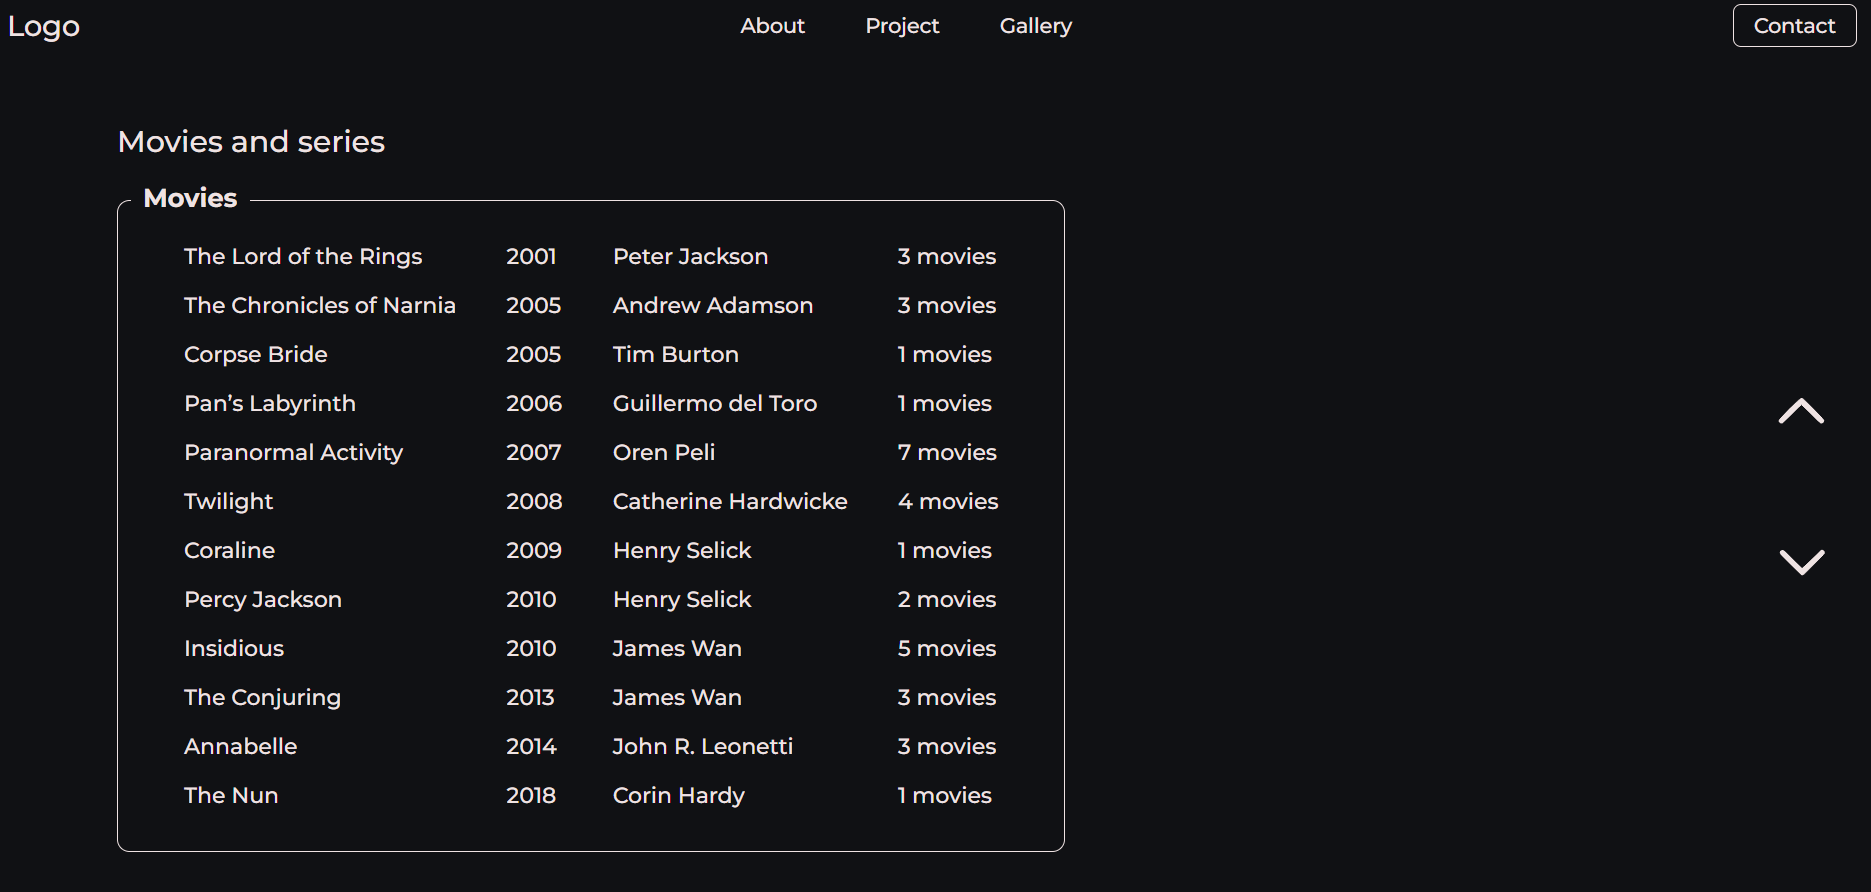 Logo About Project Gallery Contact
Movies and series
Movies
The Lord of the Rings 2001 Peter Jackson 3 movies
The Chronicles of Narnia 2005 Andrew Adamson 3 movies
Corpse Bride 2005 Tim Burton 1 movies
Pan’s Labyrinth 2006 Guillermo del Toro 1 movies
Paranormal Activity 2007 Oren Peli 7 movies
Twilight 2008 Catherine Hardwicke 4 movies
Coraline 2009 Henry Selick 1 movies
Percy Jackson 2010 Henry Selick 2 movies
Insidious 2010 James Wan 5 movies
The Conjuring 2013 James Wan 3 movies
Annabelle 2014 John R. Leonetti 3 movies
The Nun 2018 Corin Hardy 1 movies